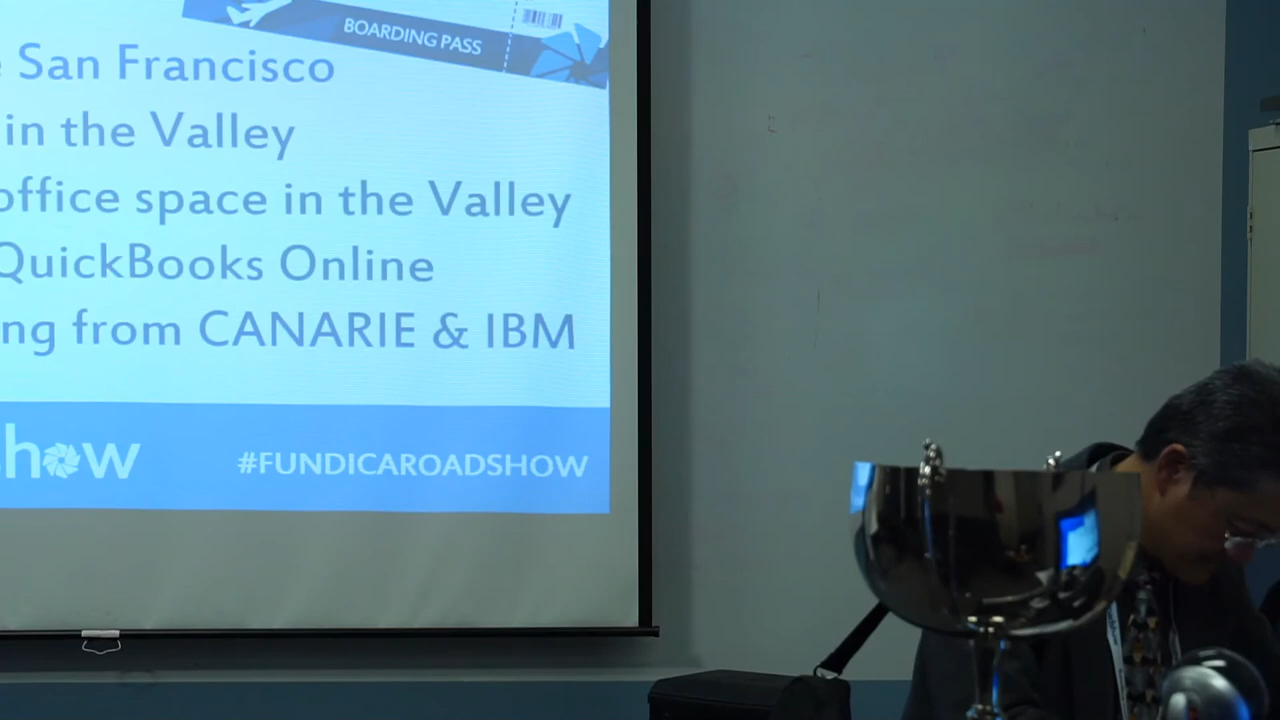 BOARDING PASS
San Francisco
in the Valley
office space in the Valley
QuickBooks Online
ng from CANARIE & IBM
show
#FUNDICAROADSHOW